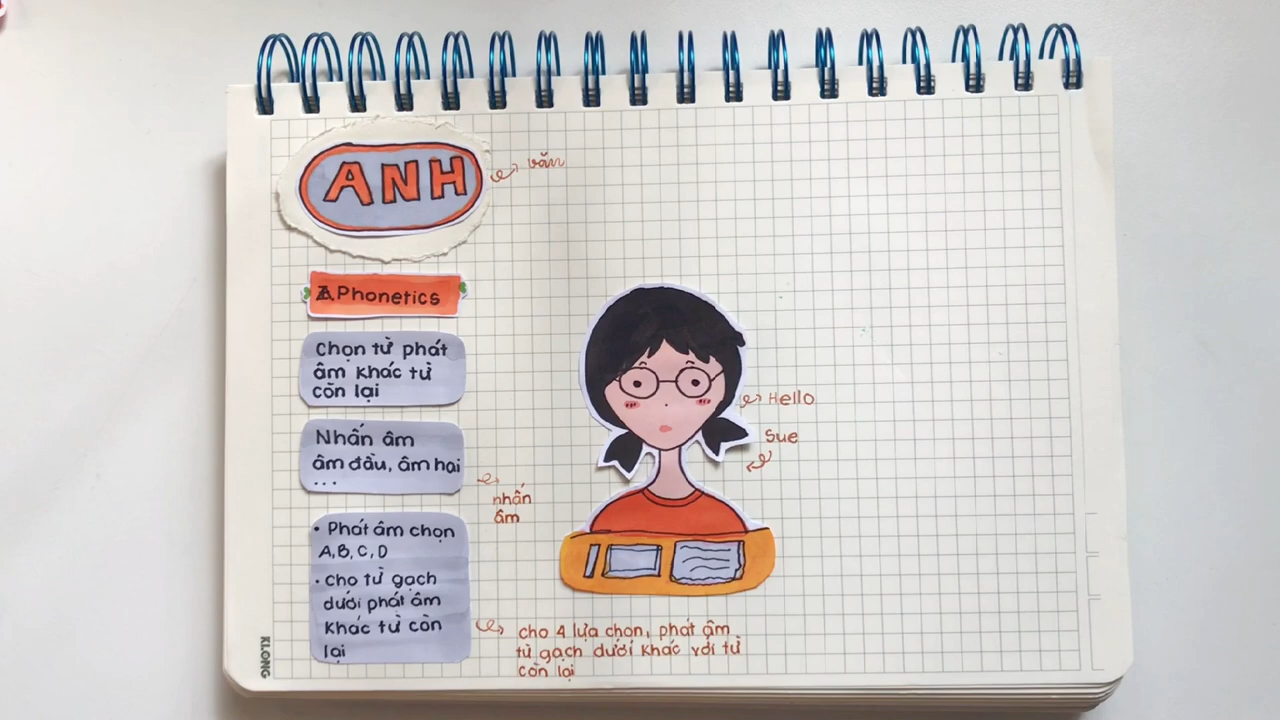 ANH
văn
A.Phonetics
Chọn từ phát
âm khác từ
còn lại
Nhấn âm
âm đầu, âm hai
...
nhấn
âm
• Phát âm chọn
A, B, C, D
• cho từ gạch
dưới phát âm
khác từ còn
lại
cho 4 lựa chọn, phát âm
từ gạch dưới khác với từ
còn lại
Hello
Sue
KLONG